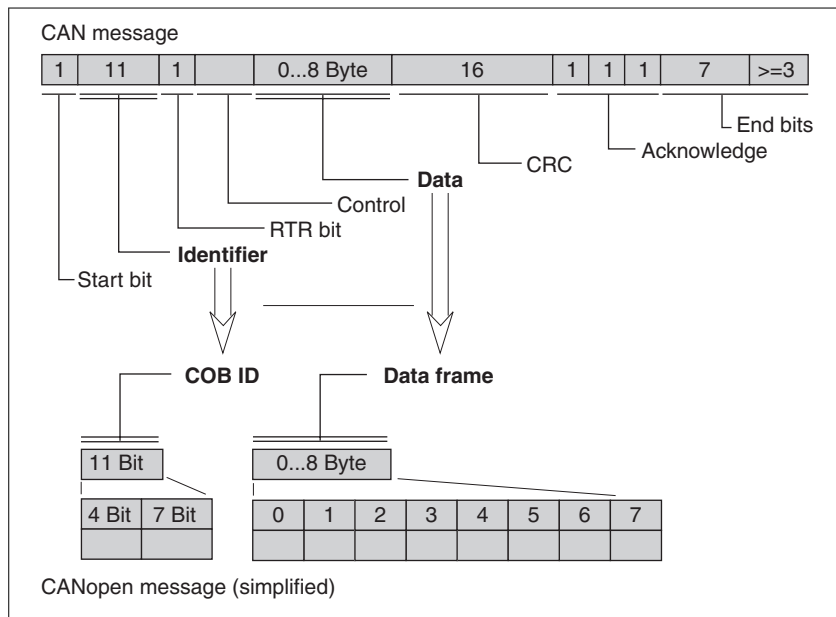 CAN message
1 11 1 0...8 Byte 16 1 1 1 7 >=3
End bits
Acknowledge
CRC
Data
Control
RTR bit
Identifier
Start bit
COB ID Data frame
11 Bit 0...8 Byte
4 Bit 7 Bit 0 1 2 3 4 5 6 7
CANopen message (simplified)